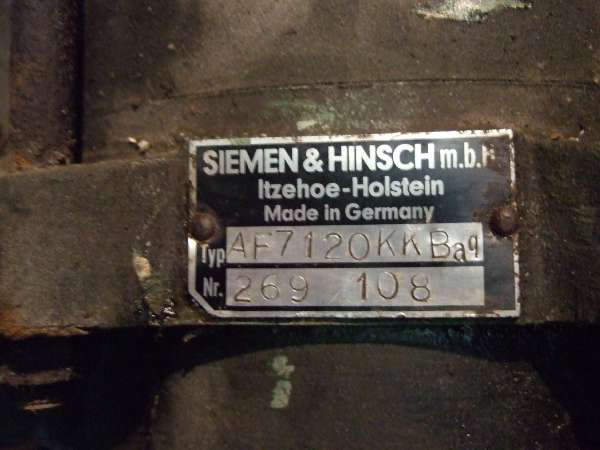 SIEMEN & HINSCH m.b.H
Itzehoe-Holstein
Made in Germany
Typ AF7120KKBaq
Nr. 269 108